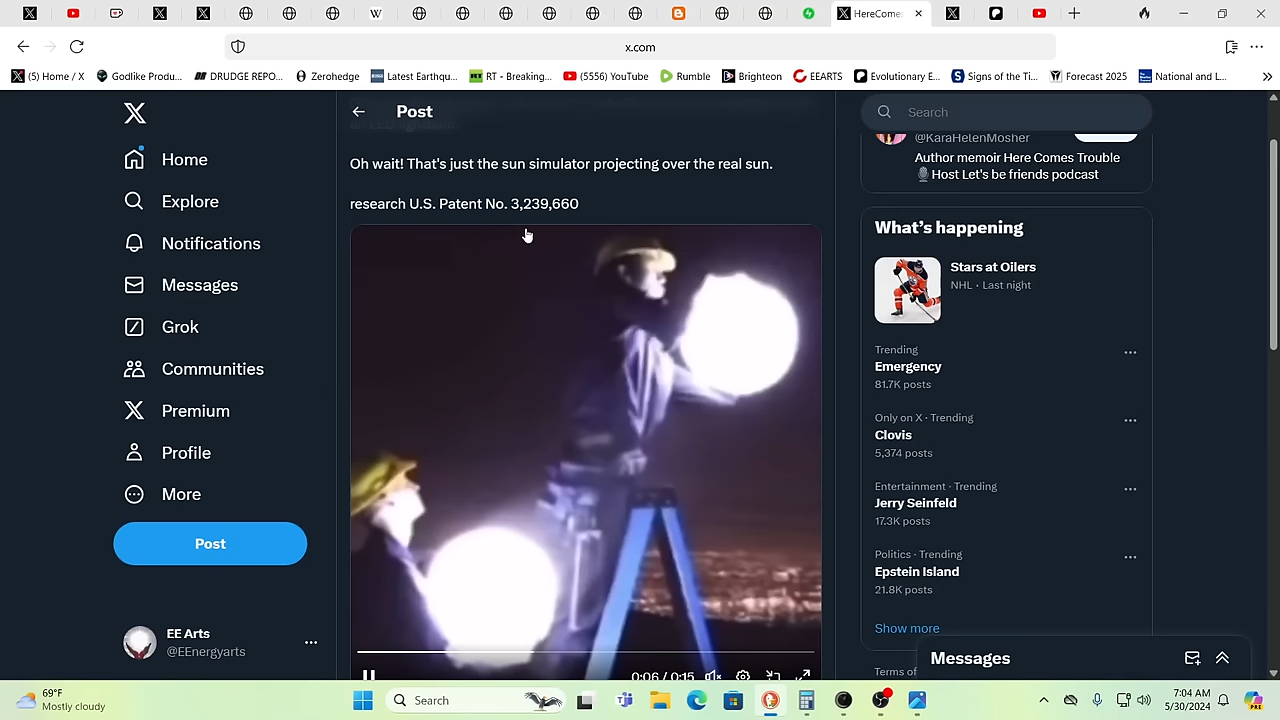 HereComes
x.com
(5) Home / X
Godlike Produ...
DRUDGE REPO...
Zerohedge
Latest Earthqu...
RT - Breaking...
(5556) YouTube
Rumble
Brighteon
EEARTS
Evolutionary E...
Signs of the Ti...
Forecast 2025
National and L...
Post
Search
Home
Explore
Notifications
Messages
Grok
Communities
Premium
Profile
More
Post
EE Arts
@EEnergyarts
Oh wait! That's just the sun simulator projecting over the real sun.
research U.S. Patent No. 3,239,660
0:06 / 0:15
@KaraHelenMosher
Author memoir Here Comes Trouble
🎙Host Let's be friends podcast
What's happening
Stars at Oilers
NHL · Last night
Trending
Emergency
81.7K posts
Only on X · Trending
Clovis
5,374 posts
Entertainment · Trending
Jerry Seinfeld
17.3K posts
Politics · Trending
Epstein Island
21.8K posts
Show more
Terms of
Messages
69°F
Mostly cloudy
Search
7:04 AM
5/30/2024
PRE